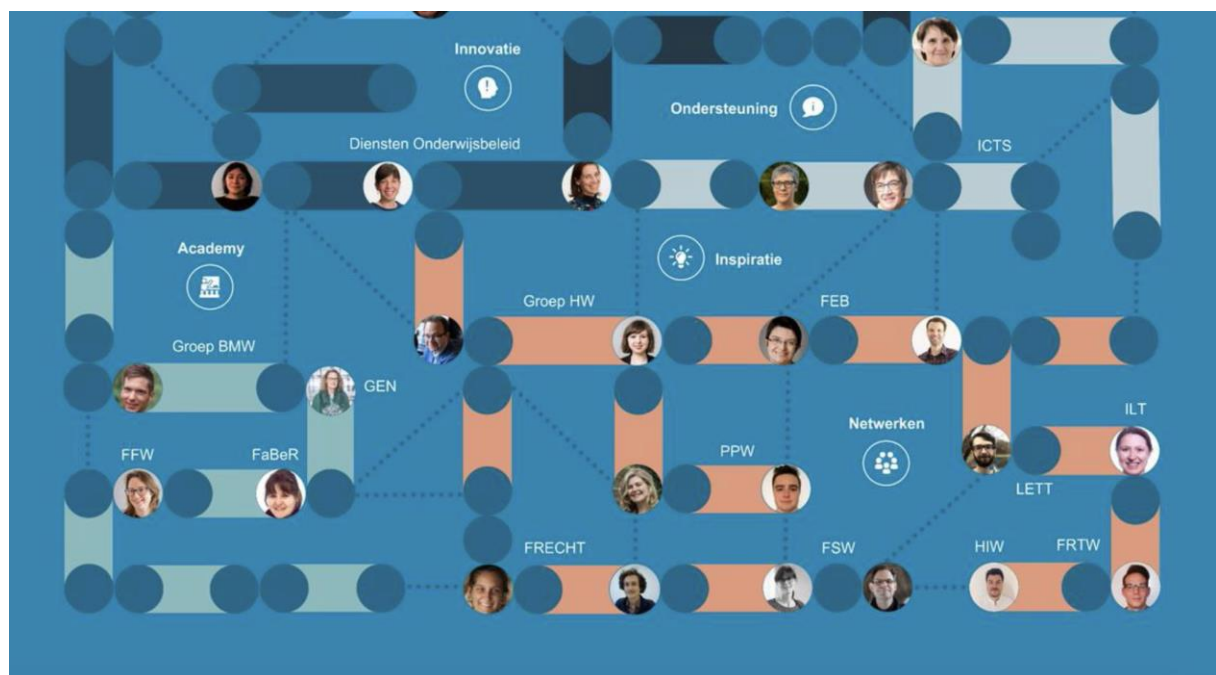 Innovatie
Ondersteuning
Diensten Onderwijsbeleid
ICTS
Academy
Inspiratie
Groep HW
FEB
Groep BMW
GEN
Netwerken
ILT
FFW
FaBeR
PPW
LETT
FRECHT
FSW
HIW
FRTW